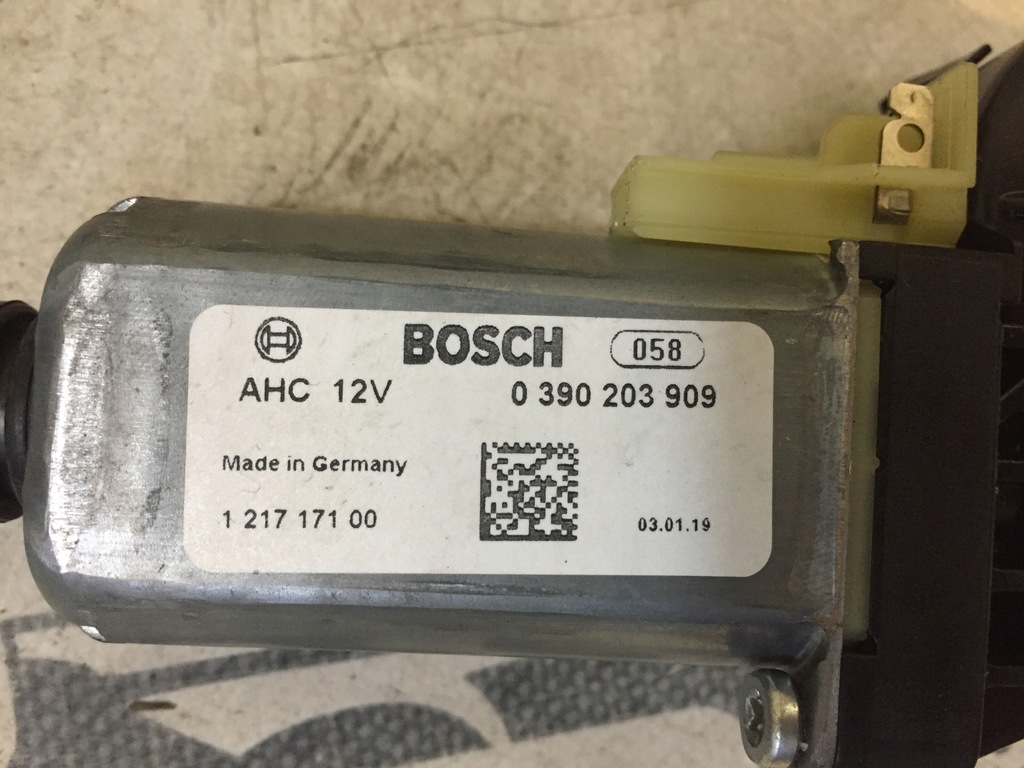 BOSCH 058
AHC 12V 0 390 203 909
Made in Germany
1 217 171 00 03.01.19